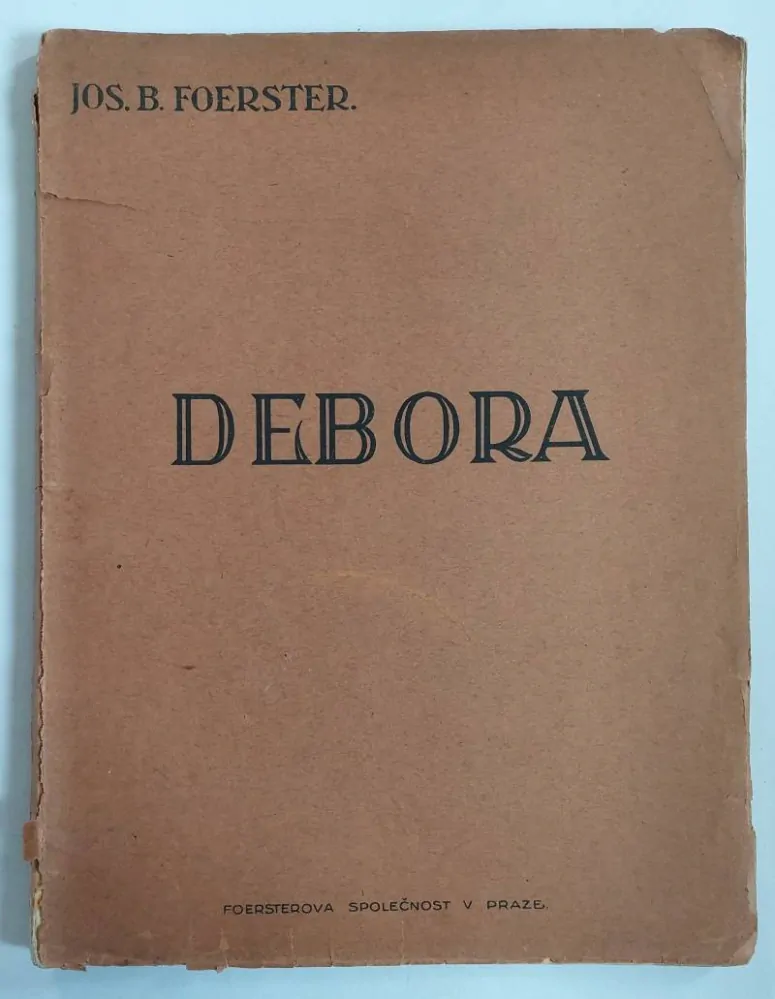 JOS. B. FOERSTER.
DEBORA
FOERSTEROVA SPOLEČNOST V PRAZE.